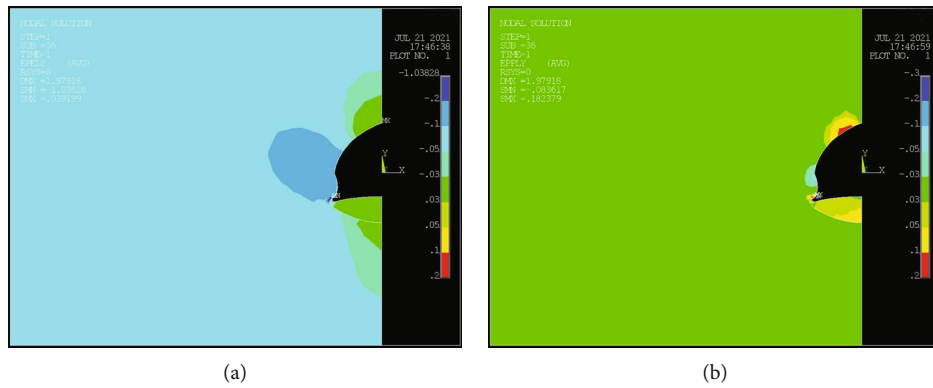 NODAL SOLUTION
STEP=1
SUB =36
TIME=1
EPELY (AVG)
RSYS=0
DMX =1.97918
SMN =-1.03828
SMX =.039199
JUL 21 2021
17:46:38
PLOT NO. 1
-1.03828
-.2
-.1
-.05
-.03
.03
.05
.1
.2
MX
Y
X
MN
(a)
NODAL SOLUTION
STEP=1
SUB =36
TIME=1
EPPLY (AVG)
RSYS=0
DMX =1.97918
SMN =-.083617
SMX =.182379
JUL 21 2021
17:46:59
PLOT NO. 1
-.3
-.2
-.1
-.05
-.03
.03
.05
.1
.2
Y
X
MX
(b)